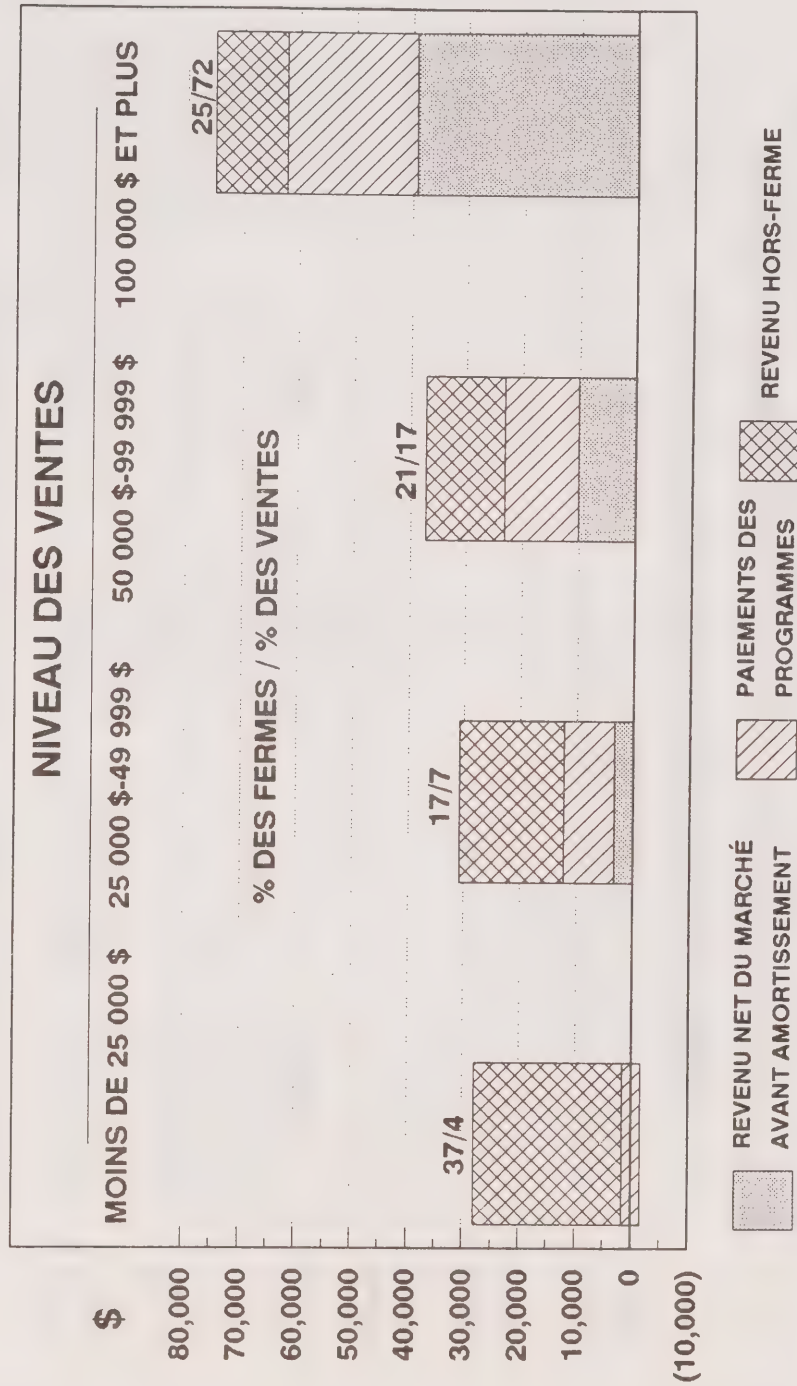 NIVEAU DES VENTES
MOINS DE 25 000 $ 25 000 $-49 999 $ 50 000 $-99 999 $ 100 000 $ ET PLUS
$
80,000
70,000
60,000
50,000
40,000
30,000
20,000
10,000
0
(10,000)
% DES FERMES / % DES VENTES
37/4
17/7
21/17
25/72
REVENU NET DU MARCHÉ
AVANT AMORTISSEMENT
PAIEMENTS DES
PROGRAMMES
REVENU HORS-FERME